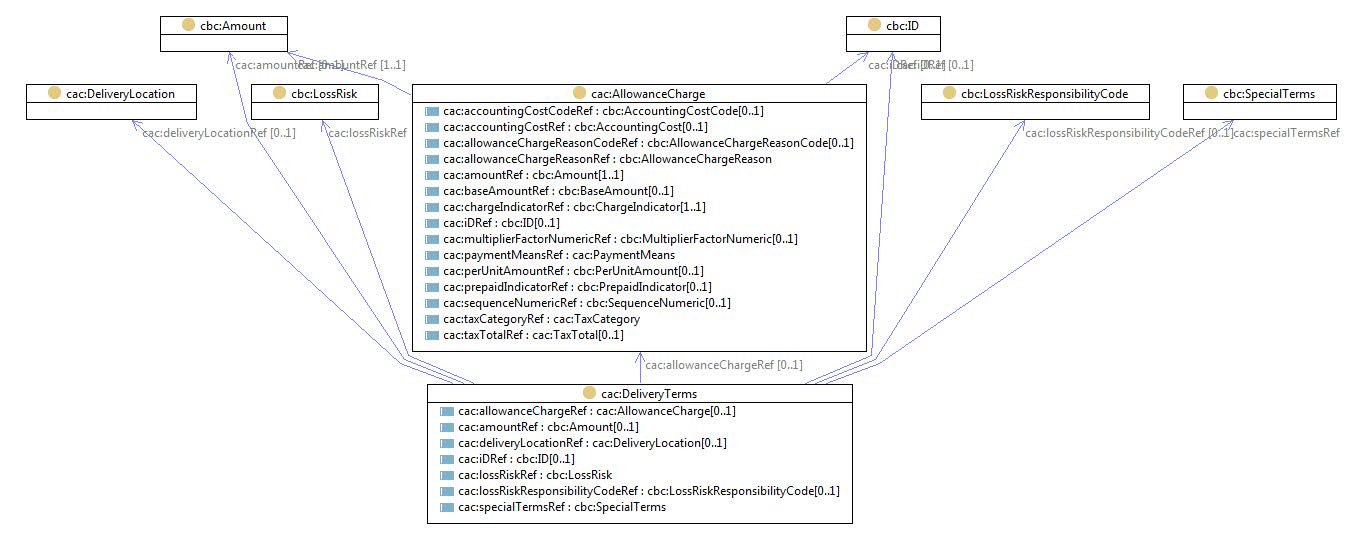 cbc:Amount
cbc:ID
cac:amountRef [0..1]
cac:amountRef [1..1]
cac:iDRef [0..1]
cac:iDRef [0..1]
cac:DeliveryLocation
cbc:LossRisk
cac:AllowanceCharge
cbc:LossRiskResponsibilityCode
cbc:SpecialTerms
cac:deliveryLocationRef [0..1]
cac:lossRiskRef
cac:lossRiskResponsibilityCodeRef [0..1]
cac:specialTermsRef
cac:accountingCostCodeRef : cbc:AccountingCostCode[0..1]
cac:accountingCostRef : cbc:AccountingCost[0..1]
cac:allowanceChargeReasonCodeRef : cbc:AllowanceChargeReasonCode[0..1]
cac:allowanceChargeReasonRef : cbc:AllowanceChargeReason
cac:amountRef : cbc:Amount[1..1]
cac:baseAmountRef : cbc:BaseAmount[0..1]
cac:chargeIndicatorRef : cbc:ChargeIndicator[1..1]
cac:iDRef : cbc:ID[0..1]
cac:multiplierFactorNumericRef : cbc:MultiplierFactorNumeric[0..1]
cac:paymentMeansRef : cac:PaymentMeans
cac:perUnitAmountRef : cbc:PerUnitAmount[0..1]
cac:prepaidIndicatorRef : cbc:PrepaidIndicator[0..1]
cac:sequenceNumericRef : cbc:SequenceNumeric[0..1]
cac:taxCategoryRef : cac:TaxCategory
cac:taxTotalRef : cac:TaxTotal[0..1]
cac:allowanceChargeRef [0..1]
cac:DeliveryTerms
cac:allowanceChargeRef : cac:AllowanceCharge[0..1]
cac:amountRef : cbc:Amount[0..1]
cac:deliveryLocationRef : cac:DeliveryLocation[0..1]
cac:iDRef : cbc:ID[0..1]
cac:lossRiskRef : cbc:LossRisk
cac:lossRiskResponsibilityCodeRef : cbc:LossRiskResponsibilityCode[0..1]
cac:specialTermsRef : cbc:SpecialTerms